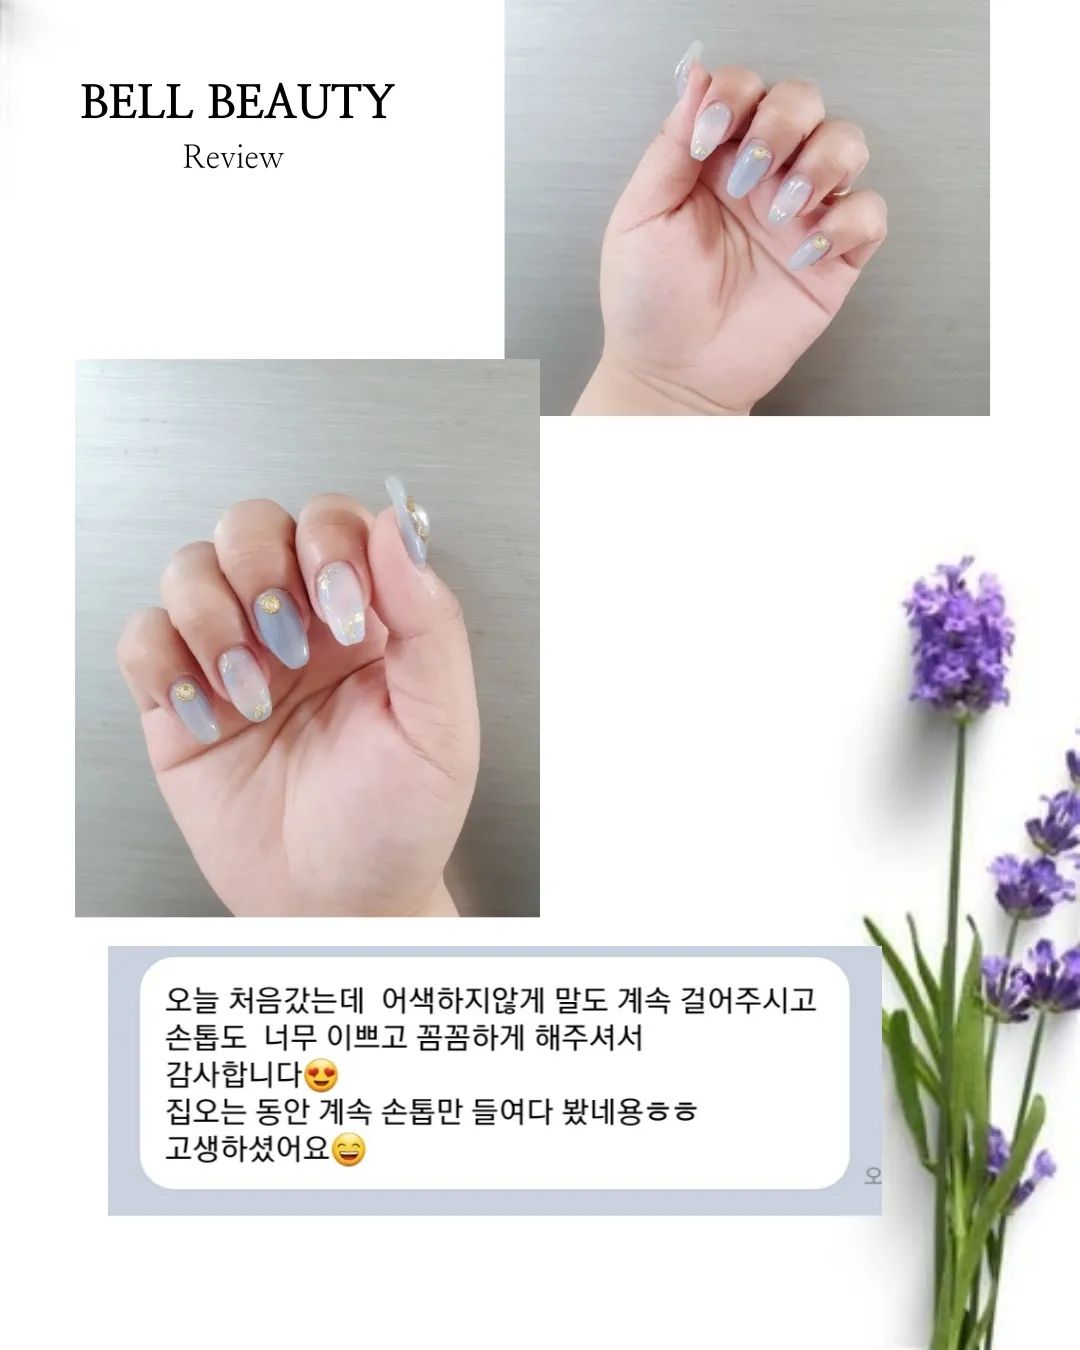 BELL BEAUTY
Review
오늘 처음갔는데  어색하지않게 말도 계속 걸어주시고
손톱도  너무 이쁘고 꼼꼼하게 해주셔서
감사합니다😍
집오는 동안 계속 손톱만 들여다 봤네용ㅎㅎ
고생하셨어요😄
오